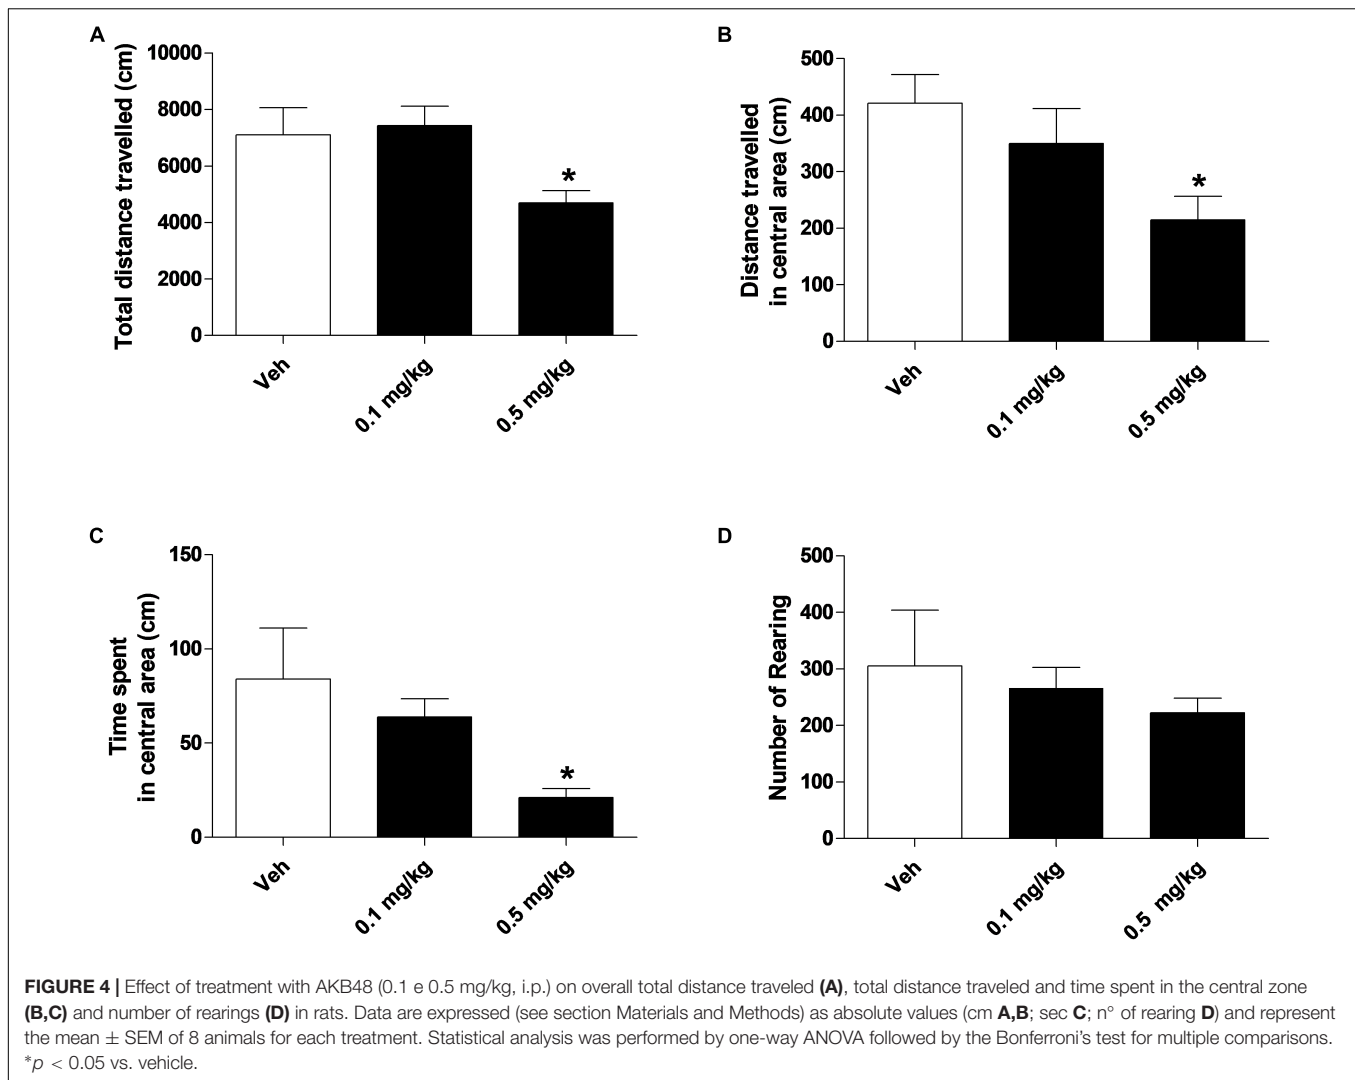 A
10000
8000
6000
4000
2000
0
Total distance travelled (cm)
*
Veh
0.1 mg/kg
0.5 mg/kg
B
500
400
300
200
100
0
Distance travelled
in central area (cm)
*
Veh
0.1 mg/kg
0.5 mg/kg
C
150
100
50
0
Time spent
in central area (cm)
*
Veh
0.1 mg/kg
0.5 mg/kg
D
500
400
300
200
100
0
Number of Rearing
Veh
0.1 mg/kg
0.5 mg/kg
FIGURE 4 | Effect of treatment with AKB48 (0.1 e 0.5 mg/kg, i.p.) on overall total distance traveled (A), total distance traveled and time spent in the central zone
(B,C) and number of rearings (D) in rats. Data are expressed (see section Materials and Methods) as absolute values (cm A,B; sec C; n° of rearing D) and represent
the mean ± SEM of 8 animals for each treatment. Statistical analysis was performed by one-way ANOVA followed by the Bonferroni's test for multiple comparisons.
*p < 0.05 vs. vehicle.